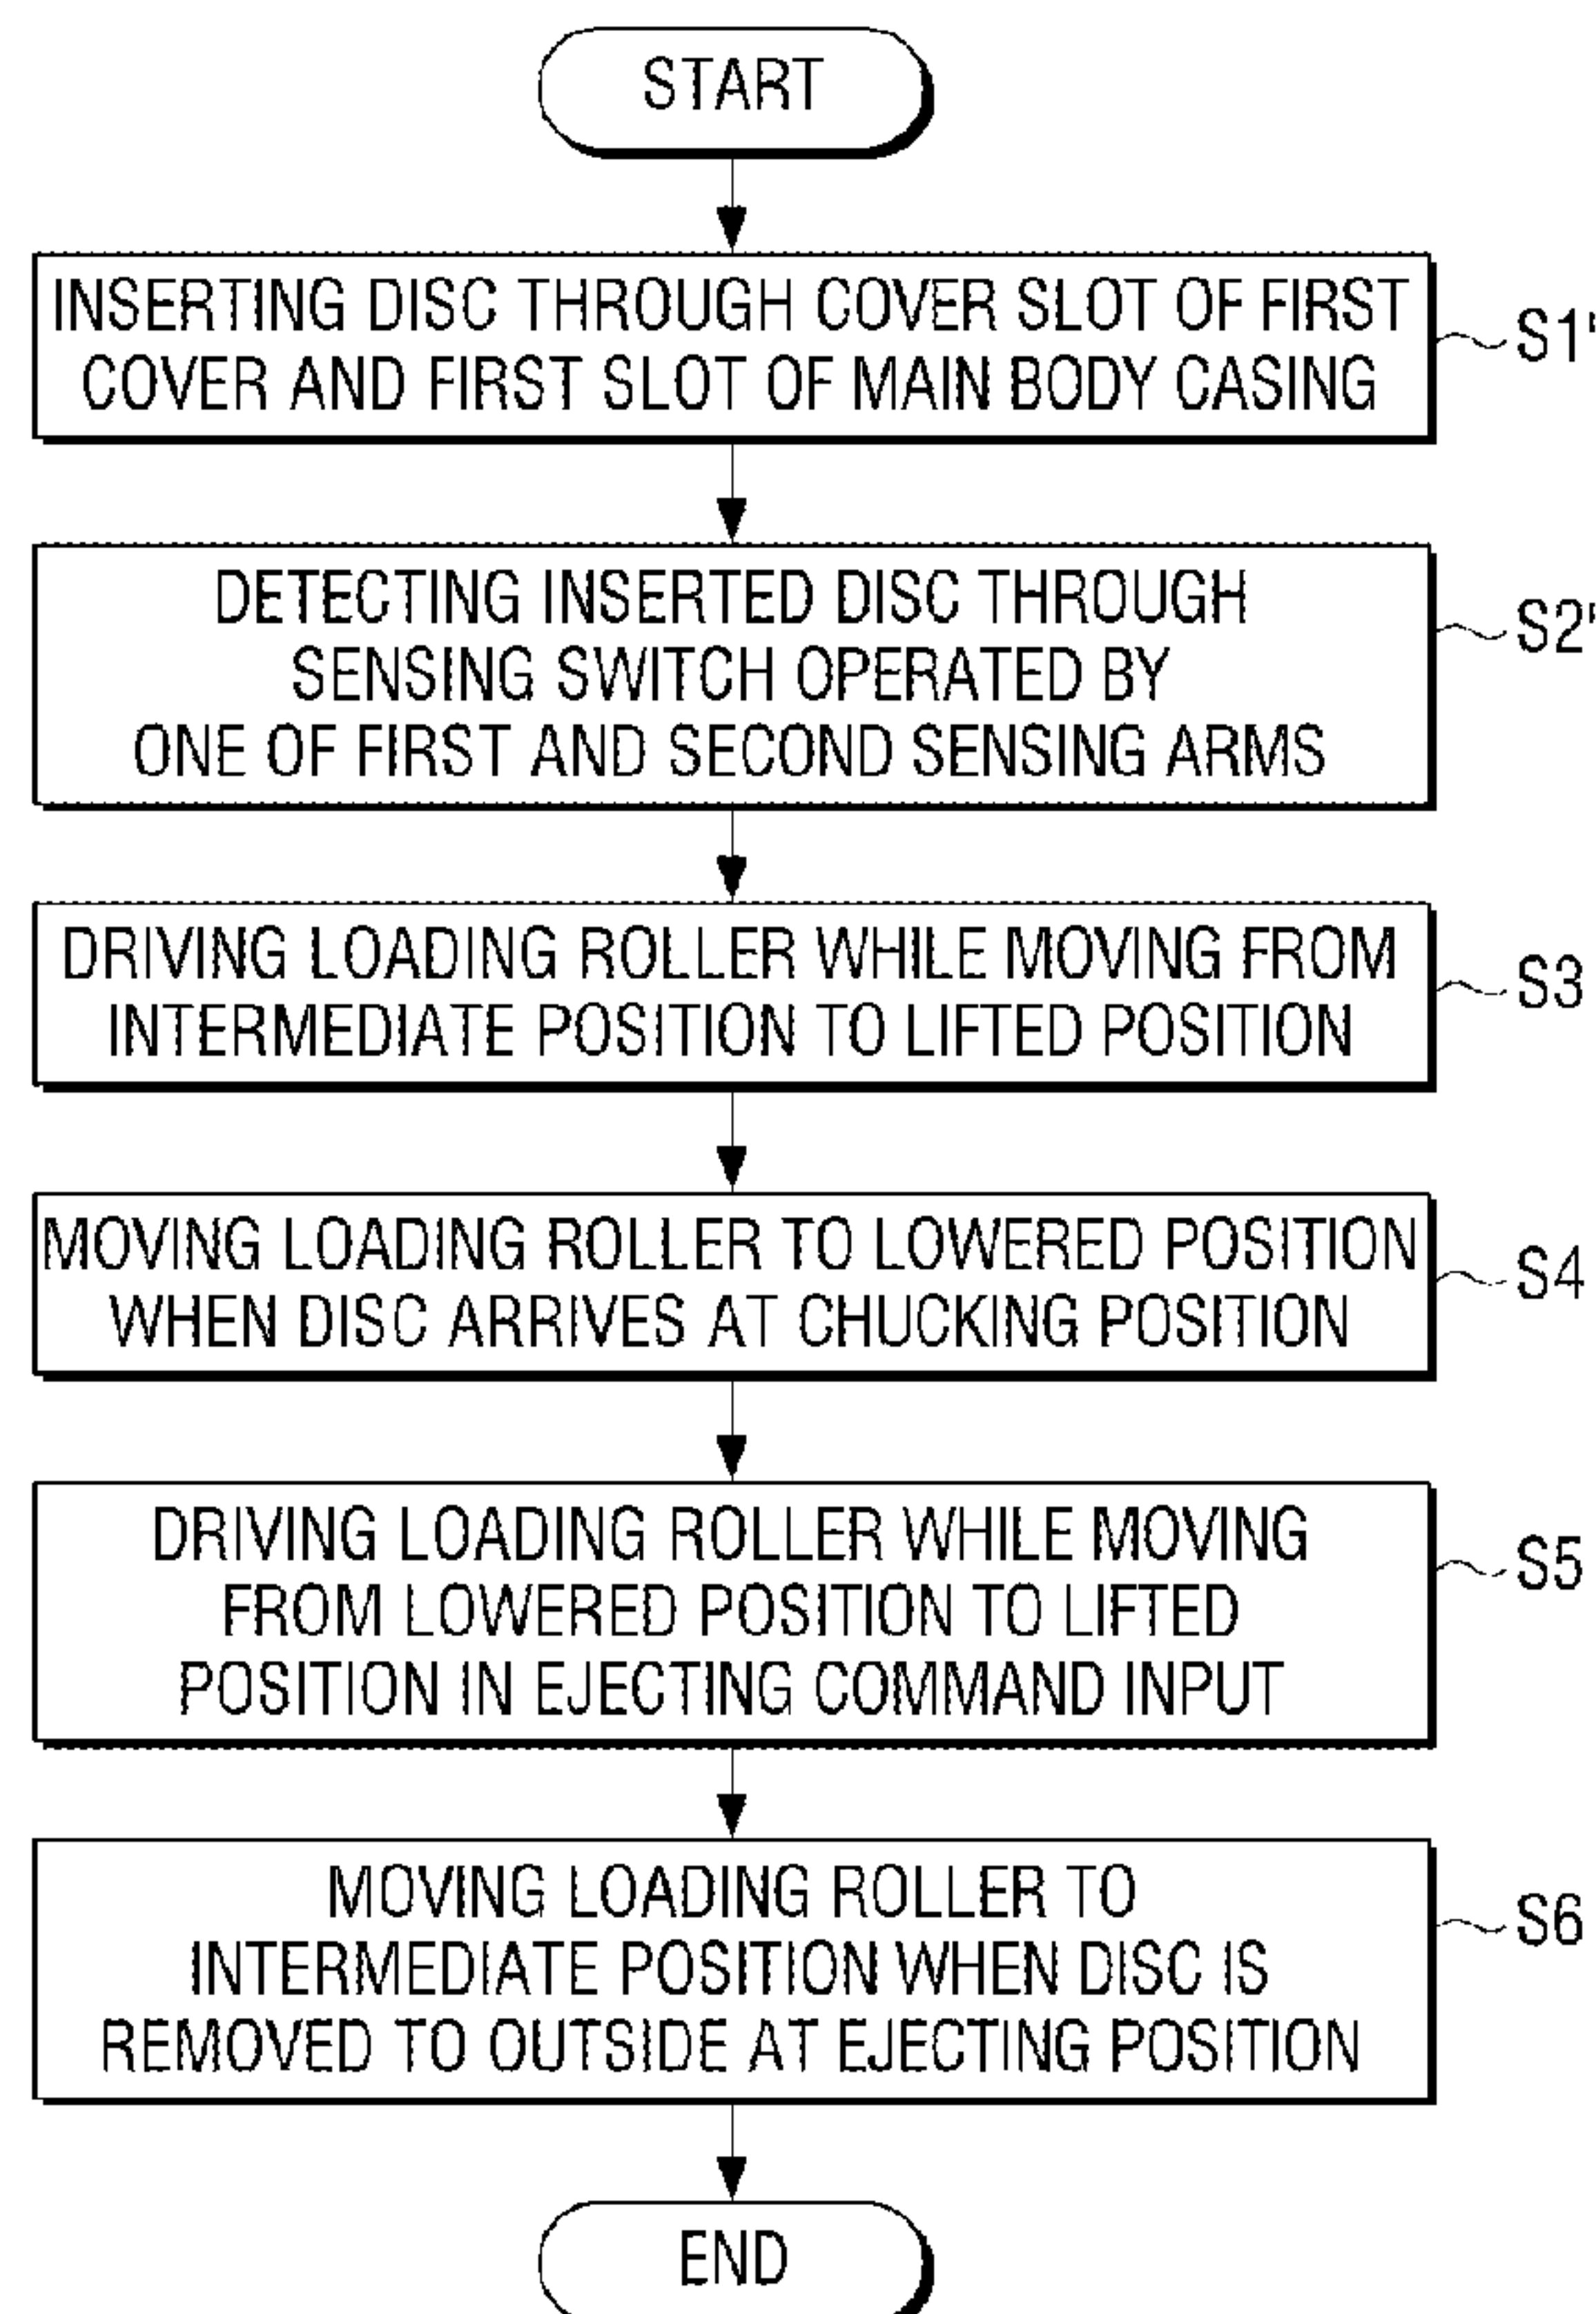 START
INSERTING DISC THROUGH COVER SLOT OF FIRST
COVER AND FIRST SLOT OF MAIN BODY CASING
S1'
DETECTING INSERTED DISC THROUGH
SENSING SWITCH OPERATED BY
ONE OF FIRST AND SECOND SENSING ARMS
S2'
DRIVING LOADING ROLLER WHILE MOVING FROM
INTERMEDIATE POSITION TO LIFTED POSITION
S3
MOVING LOADING ROLLER TO LOWERED POSITION
WHEN DISC ARRIVES AT CHUCKING POSITION
S4
DRIVING LOADING ROLLER WHILE MOVING
FROM LOWERED POSITION TO LIFTED
POSITION IN EJECTING COMMAND INPUT
S5
MOVING LOADING ROLLER TO
INTERMEDIATE POSITION WHEN DISC IS
REMOVED TO OUTSIDE AT EJECTING POSITION
S6
END